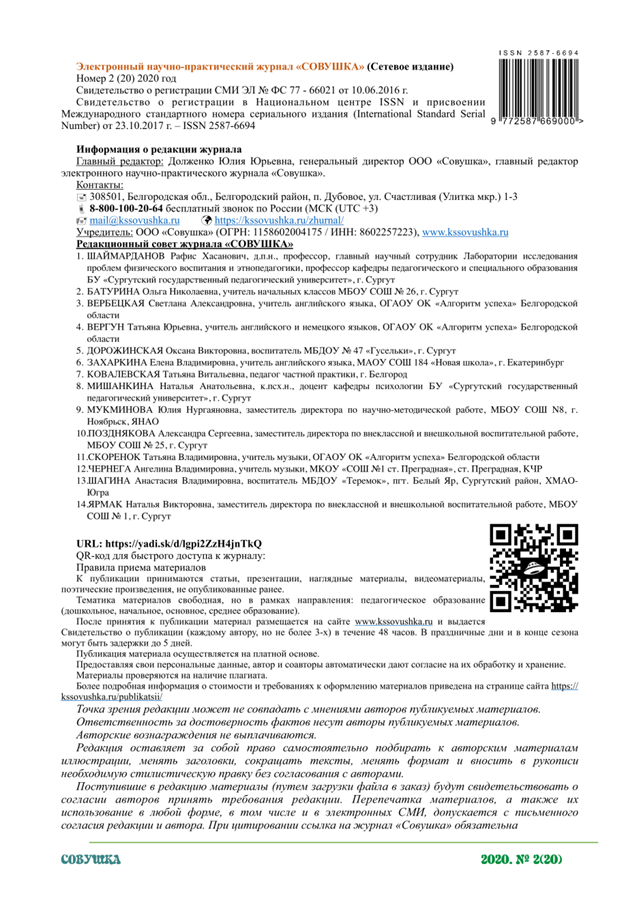 Электронный научно-практический журнал «СОВУШКА» (Сетевое издание)
Номер 2 (20) 2020 год
Свидетельство о регистрации СМИ ЭЛ № ФС 77 - 66021 от 10.06.2016 г.
Свидетельство о регистрации в Национальном центре ISSN и присвоении
Международного стандартного номера сериального издания (International Standard Serial
Number) от 23.10.2017 г. – ISSN 2587-6694
ISSN 2587-6694
9 772587 669000 >
Информация о редакции журнала
Главный редактор: Долженко Юлия Юрьевна, генеральный директор ООО «Совушка», главный редактор
электронного научно-практического журнала «Совушка».
Контакты:
308501, Белгородская обл., Белгородский район, п. Дубовое, ул. Счастливая (Улитка мкр.) 1-3
8-800-100-20-64 бесплатный звонок по России (МСК (UTC +3)
mail@kssovushka.ru https://kssovushka.ru/zhurnal/
Учредитель: ООО «Совушка» (ОГРН: 1158602004175 / ИНН: 8602257223), www.kssovushka.ru
Редакционный совет журнала «СОВУШКА»
1. ШАЙМАРДАНОВ Рафис Хасанович, д.п.н., профессор, главный научный сотрудник Лаборатории исследования
проблем физического воспитания и этнопедагогики, профессор кафедры педагогического и специального образования
БУ «Сургутский государственный педагогический университет», г. Сургут
2. БАТУРИНА Ольга Николаевна, учитель начальных классов МБОУ СОШ № 26, г. Сургут
3. ВЕРБЕЦКАЯ Светлана Александровна, учитель английского языка, ОГАОУ ОК «Алгоритм успеха» Белгородской
области
4. ВЕРГУН Татьяна Юрьевна, учитель английского и немецкого языков, ОГАОУ ОК «Алгоритм успеха» Белгородской
области
5. ДОРОЖИНСКАЯ Оксана Викторовна, воспитатель МБДОУ № 47 «Гусельки», г. Сургут
6. ЗАХАРКИНА Елена Владимировна, учитель английского языка, МАОУ СОШ 184 «Новая школа», г. Екатеринбург
7. КОВАЛЕВСКАЯ Татьяна Витальевна, педагог частной практики, г. Белгород
8. МИШАНКИНА Наталья Анатольевна, к.псх.н., доцент кафедры психологии БУ «Сургутский государственный
педагогический университет», г. Сургут
9. МУКМИНОВА Юлия Нургаяновна, заместитель директора по научно-методической работе, МБОУ СОШ N8, г.
Ноябрьск, ЯНАО
10.ПОЗДНЯКОВА Александра Сергеевна, заместитель директора по внеклассной и внешкольной воспитательной работе,
МБОУ СОШ № 25, г. Сургут
11.СКОРЕНОК Татьяна Владимировна, учитель музыки, ОГАОУ ОК «Алгоритм успеха» Белгородской области
12.ЧЕРНЕГА Ангелина Владимировна, учитель музыки, МКОУ «СОШ №1 ст. Преградная», ст. Преградная, КЧР
13.ШАГИНА Анастасия Владимировна, воспитатель МБДОУ «Теремок», пгт. Белый Яр, Сургутский район, ХМАО-
Югра
14.ЯРМАК Наталья Викторовна, заместитель директора по внеклассной и внешкольной воспитательной работе, МБОУ
СОШ № 1, г. Сургут
URL: https://yadi.sk/d/lgpi2ZzH4jnTkQ
QR-код для быстрого доступа к журналу:
Правила приема материалов
К публикации принимаются статьи, презентации, наглядные материалы, видеоматериалы,
поэтические произведения, не опубликованные ранее.
Тематика материалов свободная, но в рамках направления: педагогическое образование
(дошкольное, начальное, основное, среднее образование).
После принятия к публикации материал размещается на сайте www.kssovushka.ru и выдается
Свидетельство о публикации (каждому автору, но не более 3-х) в течение 48 часов. В праздничные дни и в конце сезона
могут быть задержки до 5 дней.
Публикация материала осуществляется на платной основе.
Предоставляя свои персональные данные, автор и соавторы автоматически дают согласие на их обработку и хранение.
Материалы проверяются на наличие плагиата.
Более подробная информация о стоимости и требованиях к оформлению материалов приведена на странице сайта https://
kssovushka.ru/publikatsii/
Точка зрения редакции может не совпадать с мнениями авторов публикуемых материалов.
Ответственность за достоверность фактов несут авторы публикуемых материалов.
Авторские вознаграждения не выплачиваются.
Редакция оставляет за собой право самостоятельно подбирать к авторским материалам
иллюстрации, менять заголовки, сокращать тексты, менять формат и вносить в рукописи
необходимую стилистическую правку без согласования с авторами.
Поступившие в редакцию материалы (путем загрузки файла в заказ) будут свидетельствовать о
согласии авторов принять требования редакции. Перепечатка материалов, а также их
использование в любой форме, в том числе и в электронных СМИ, допускается с письменного
согласия редакции и автора. При цитировании ссылка на журнал «Совушка» обязательна
СОВУШКА 2020. № 2(20)